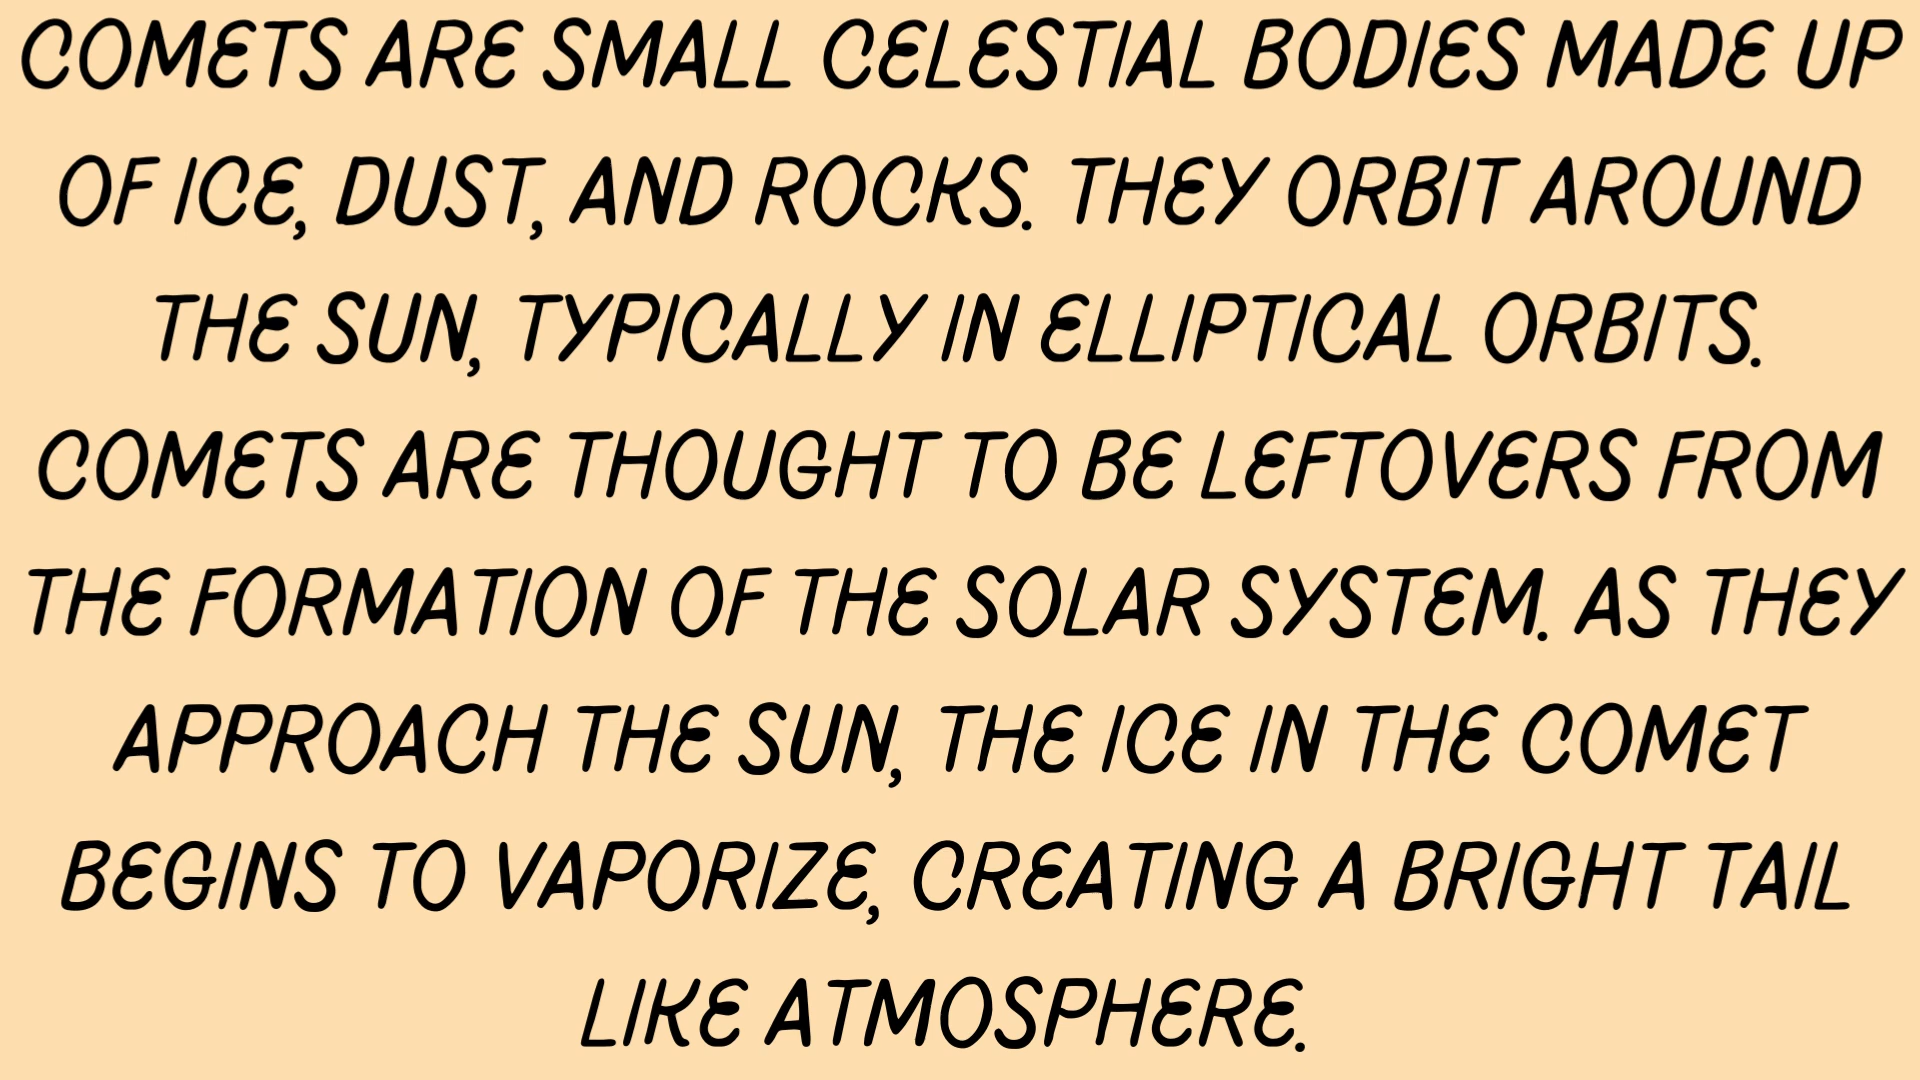 COMETS ARE SMALL CELESTIAL BODIES MADE UP
OF ICE, DUST, AND ROCKS. THEY ORBIT AROUND
THE SUN, TYPICALLY IN ELLIPTICAL ORBITS.
COMETS ARE THOUGHT TO BE LEFTOVERS FROM
THE FORMATION OF THE SOLAR SYSTEM. AS THEY
APPROACH THE SUN, THE ICE IN THE COMET
BEGINS TO VAPORIZE, CREATING A BRIGHT TAIL
LIKE ATMOSPHERE.